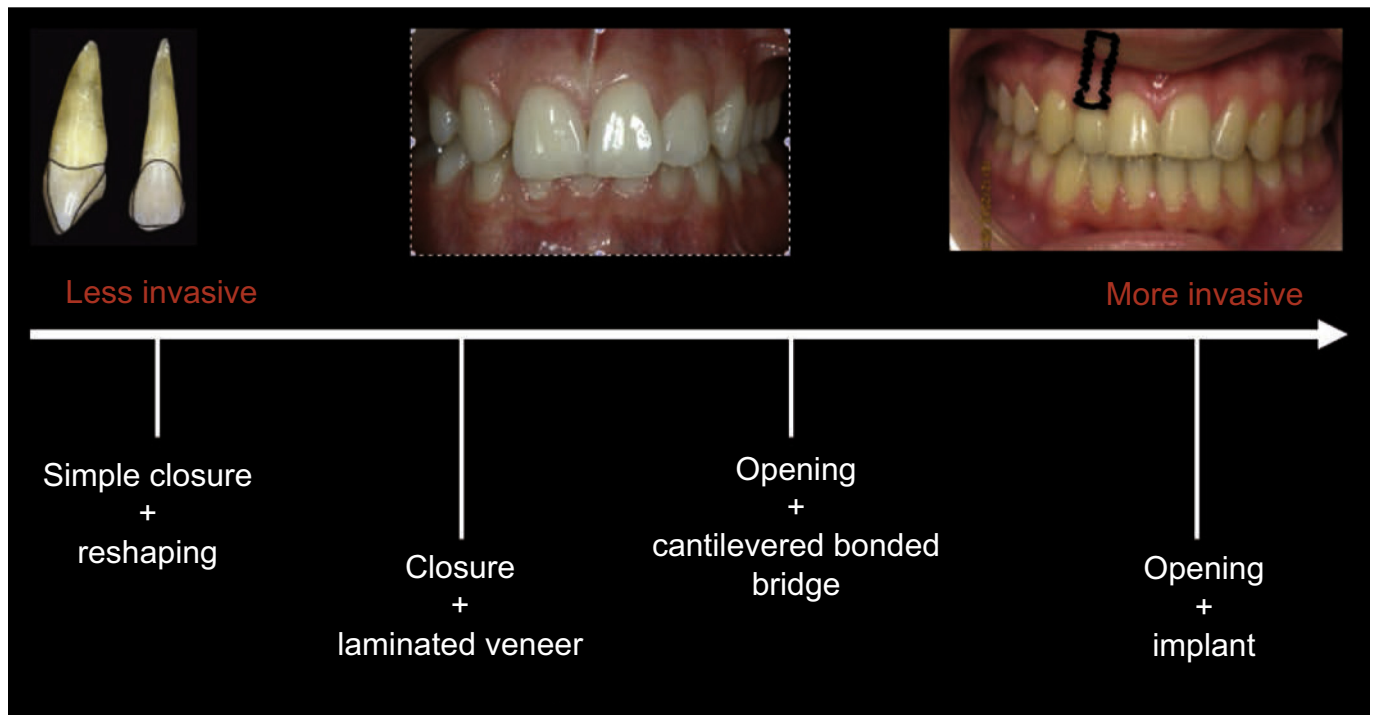 Less invasive
More invasive
Simple closure
+
reshaping
Closure
+
laminated veneer
Opening
+
cantilevered bonded
bridge
Opening
+
implant